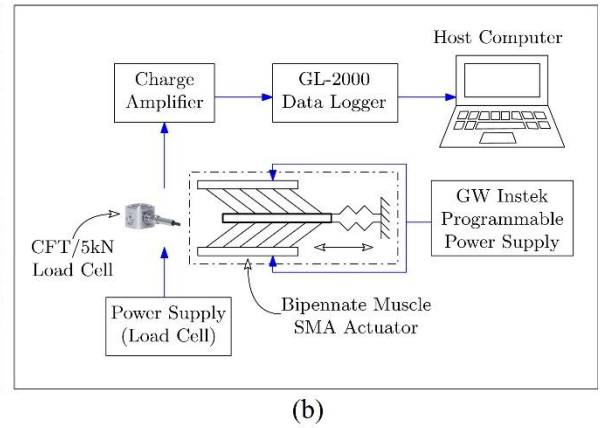 Host Computer
Charge
Amplifier
GL-2000
Data Logger
CFT/5kN
Load Cell
GW Instek
Programmable
Power Supply
Power Supply
(Load Cell)
Bipennate Muscle
SMA Actuator
(b)